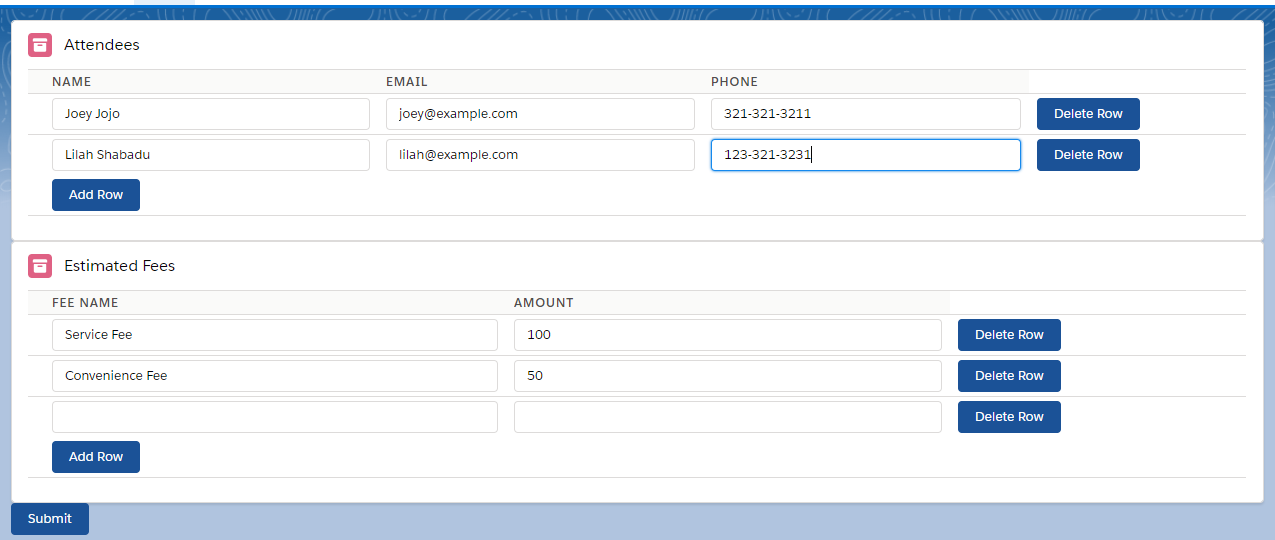 Attendees
NAME EMAIL PHONE
Joey Jojo joey@example.com 321-321-3211 Delete Row
Lilah Shabadu lilah@example.com 123-321-3231 Delete Row
Add Row
Estimated Fees
FEE NAME AMOUNT
Service Fee 100 Delete Row
Convenience Fee 50 Delete Row
Delete Row
Add Row
Submit